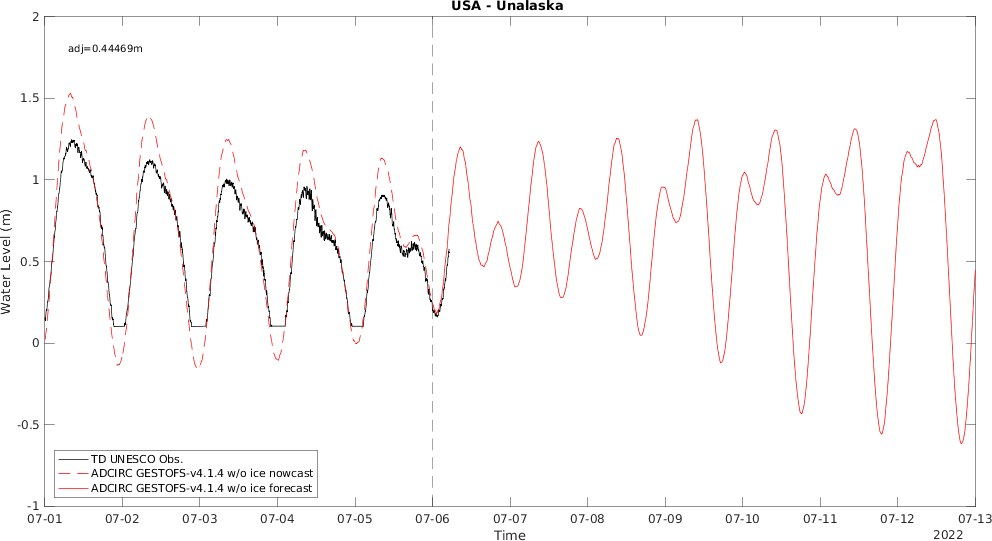 USA - Unalaska
2
adj=0.44469m
1.5
1
0.5
0
-0.5
-1
Water Level (m)
TD UNESCO Obs.
ADCIRC GESTOFS-v4.1.4 w/o ice nowcast
ADCIRC GESTOFS-v4.1.4 w/o ice forecast
07-01 07-02 07-03 07-04 07-05 07-06 07-07 07-08 07-09 07-10 07-11 07-12 07-13
Time
2022